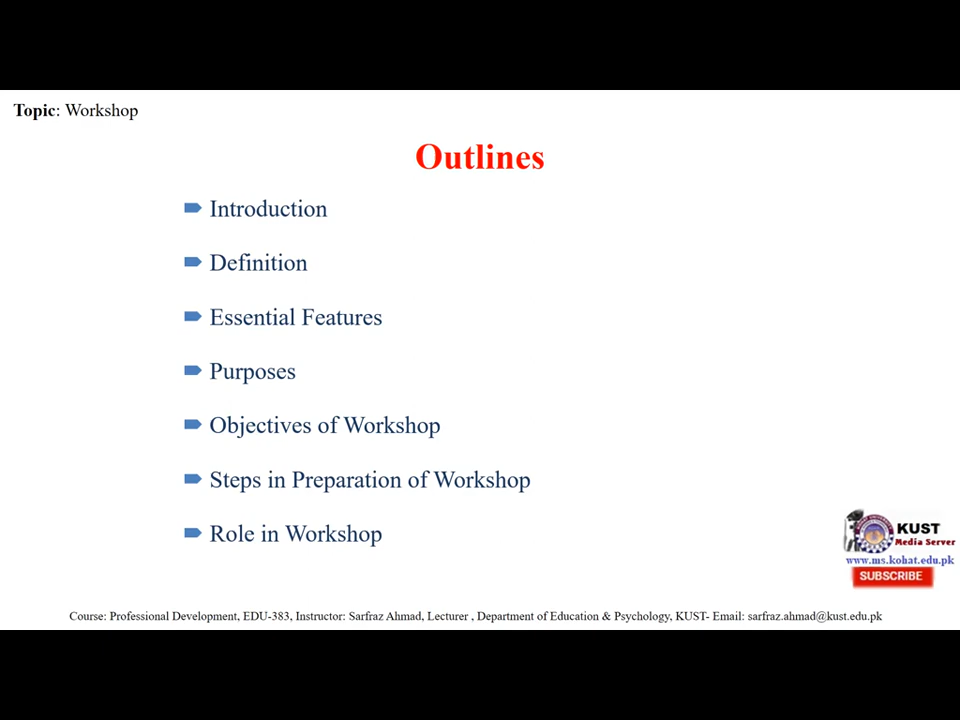 Topic: Workshop
Outlines
Introduction
Definition
Essential Features
Purposes
Objectives of Workshop
Steps in Preparation of Workshop
Role in Workshop
KUST
Media Server
www.ms.kohat.edu.pk
SUBSCRIBE
Course: Professional Development, EDU-383, Instructor: Sarfraz Ahmad, Lecturer , Department of Education & Psychology, KUST- Email: sarfraz.ahmad@kust.edu.pk